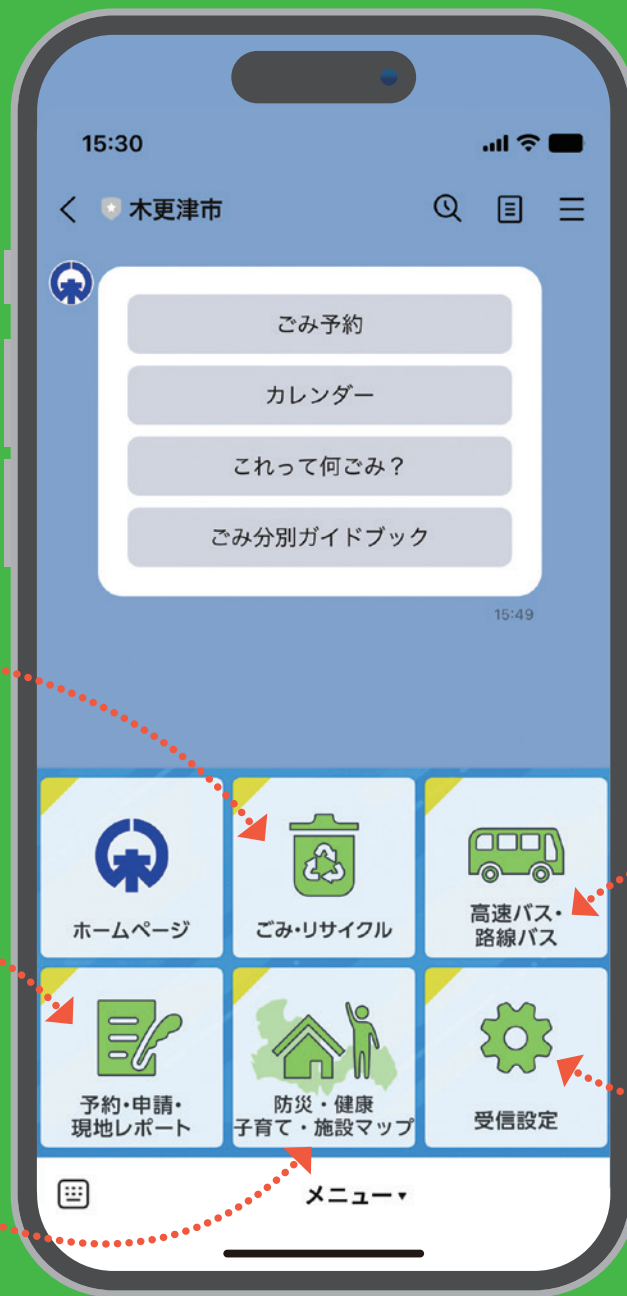 15:30
木更津市
ごみ予約
カレンダー
これって何ごみ？
ごみ分別ガイドブック
15:49
ホームページ
ごみ・リサイクル
高速バス・
路線バス
予約・申請・
現地レポート
防災・健康
子育て・施設マップ
受信設定
メニュー▾